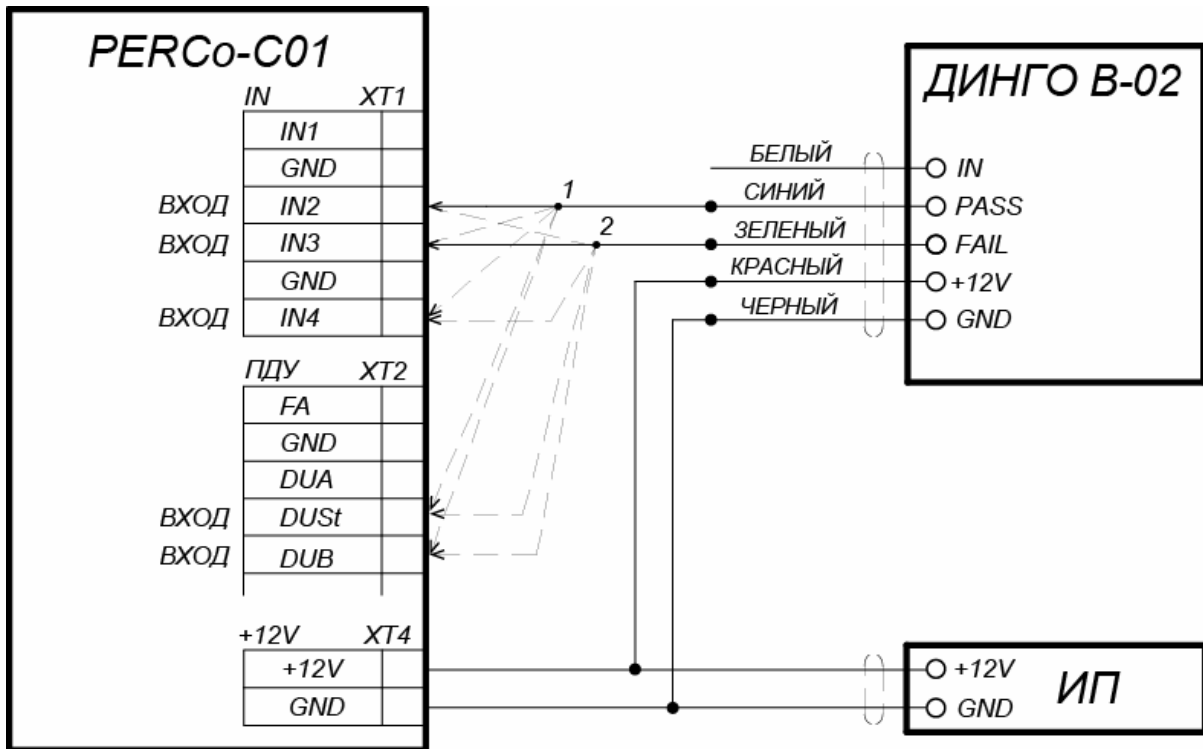 PERCo-C01
IN XT1
IN1
GND
ВХОД IN2
ВХОД IN3
GND
ВХОД IN4
ПДУ XT2
FA
GND
DUA
ВХОД DUSt
ВХОД DUB
+12V XT4
+12V
GND
1
2
БЕЛЫЙ
СИНИЙ
ЗЕЛЕНЫЙ
КРАСНЫЙ
ЧЕРНЫЙ
ДИНГО В-02
IN
PASS
FAIL
+12V
GND
+12V
GND
ИП